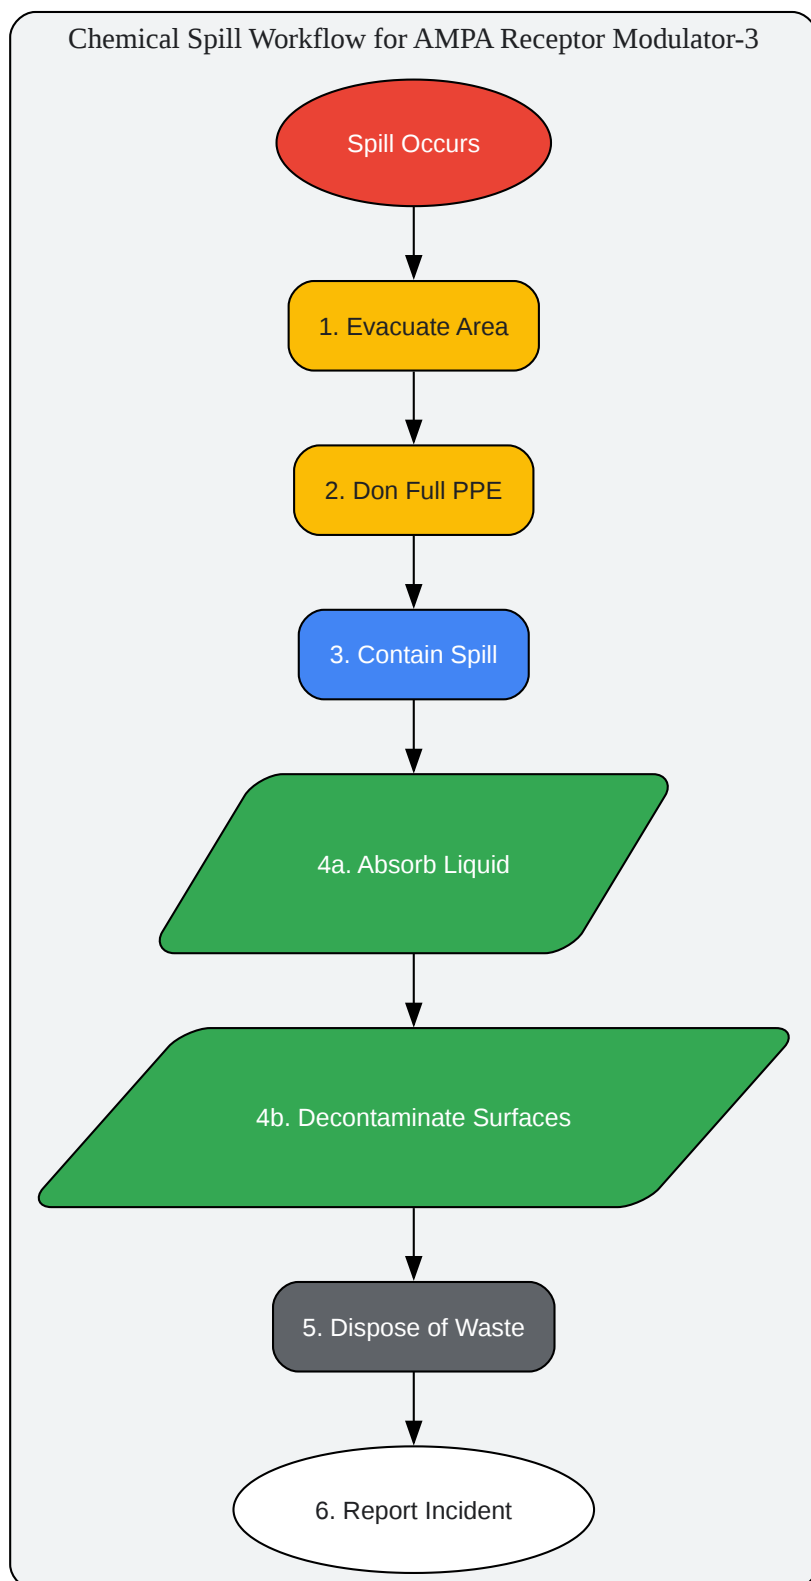 Chemical Spill Workflow for AMPA Receptor Modulator-3
Spill Occurs
1. Evacuate Area
2. Don Full PPE
3. Contain Spill
4a. Absorb Liquid
4b. Decontaminate Surfaces
5. Dispose of Waste
6. Report Incident